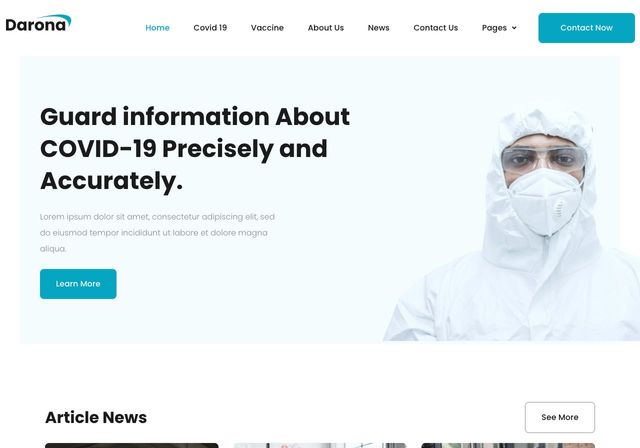 Darona
Home Covid 19 Vaccine About Us News Contact Us Pages Contact Now
Guard information About
COVID-19 Precisely and
Accurately.
Lorem ipsum dolor sit amet, consectetur adipiscing elit, sed
do eiusmod tempor incididunt ut labore et dolore magna
aliqua.
Learn More
Article News See More